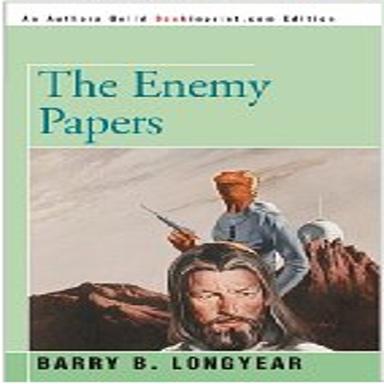 An Authors Guild Backinprint.com Edition
The Enemy
Papers
BARRY B. LONGYEAR